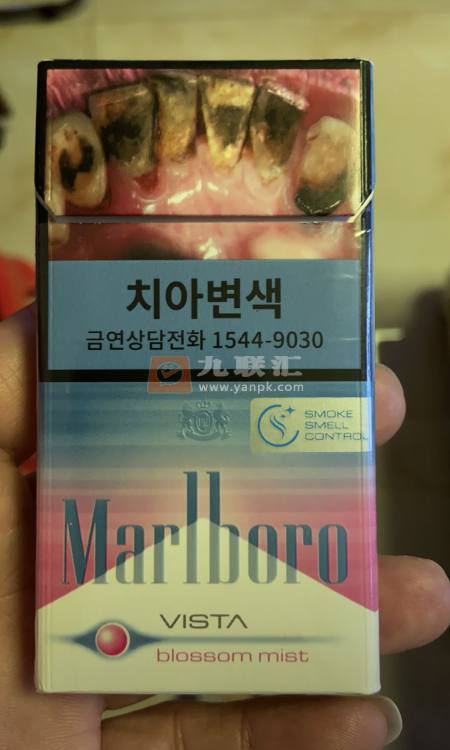 치아변색
금연상담전화 1544-9030
九联汇
www.yanpk.com
SMOKE
SMELL
CONTROL
Marlboro
VISTA
blossom mist